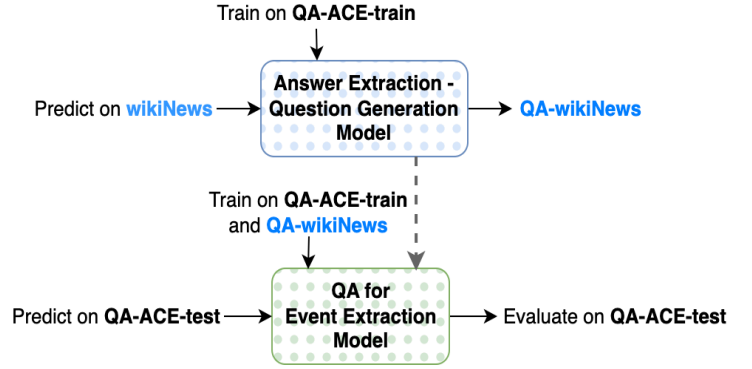 Train on QA-ACE-train
Answer Extraction -
Predict on wikiNews
Question Generation
QA-wikiNews
Model
Train on QA-ACE-train
and QA-wikiNews
QA for
Predict on QA-ACE-test
Event Extraction
Evaluate on QA-ACE-test
Model